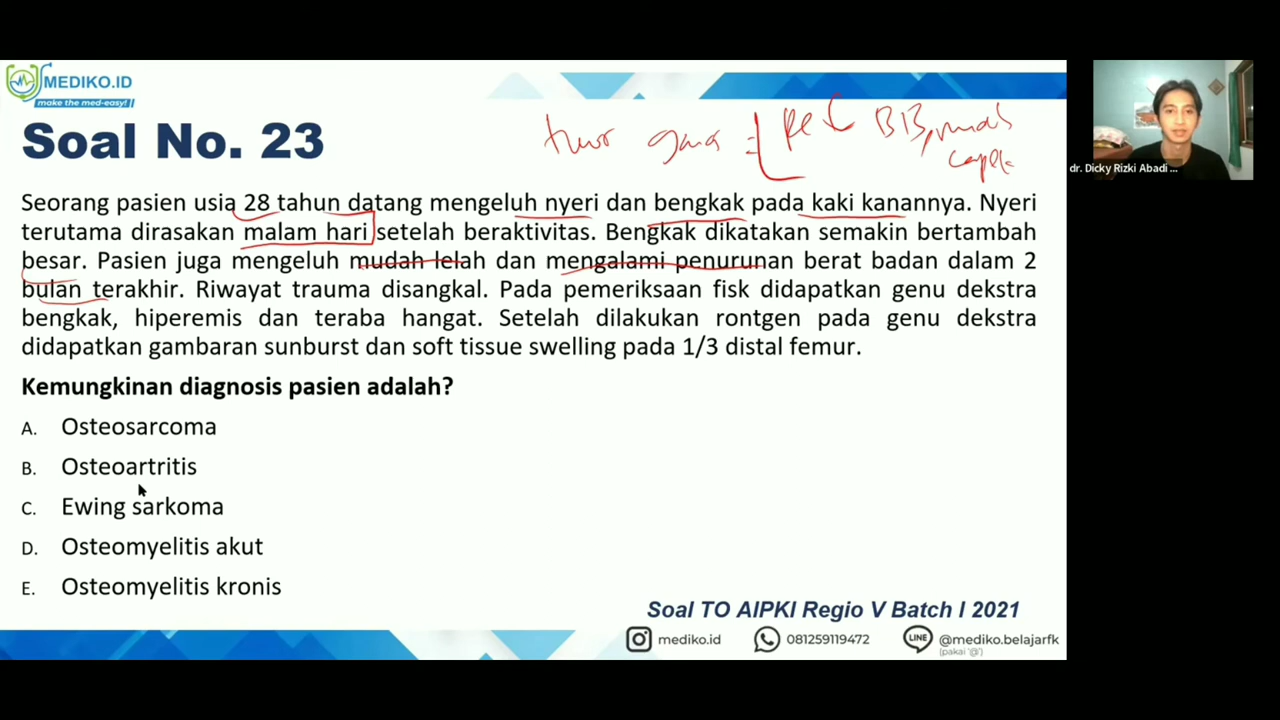 MEDIKO.ID
make the med-easy!
Soal No. 23
dr. Dicky Rizki Abadi ...
Seorang pasien usia 28 tahun datang mengeluh nyeri dan bengkak pada kaki kanannya. Nyeri
terutama dirasakan malam hari setelah beraktivitas. Bengkak dikatakan semakin bertambah
besar. Pasien juga mengeluh mudah lelah dan mengalami penurunan berat badan dalam 2
bulan terakhir. Riwayat trauma disangkal. Pada pemeriksaan fisk didapatkan genu dekstra
bengkak, hiperemis dan teraba hangat. Setelah dilakukan rontgen pada genu dekstra
didapatkan gambaran sunburst dan soft tissue swelling pada 1/3 distal femur.
Kemungkinan diagnosis pasien adalah?
A. Osteosarcoma
B. Osteoartritis
C. Ewing sarkoma
D. Osteomyelitis akut
E. Osteomyelitis kronis
Soal TO AIPKI Regio V Batch I 2021
mediko.id 081259119472 LINE @mediko.belajarfk
(pakai '@')